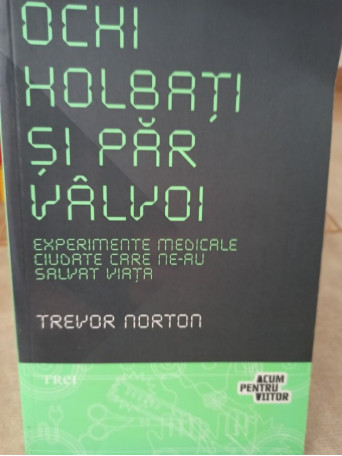 OCHI
HOLBAȚI
ȘI PĂR
VÂLVOI
EXPERIMENTE MEDICALE
CIUDATE CARE NE-AU
SALVAT VIAȚA
TREVOR NORTON
TREI
ACUM
PENTRU
VIITOR